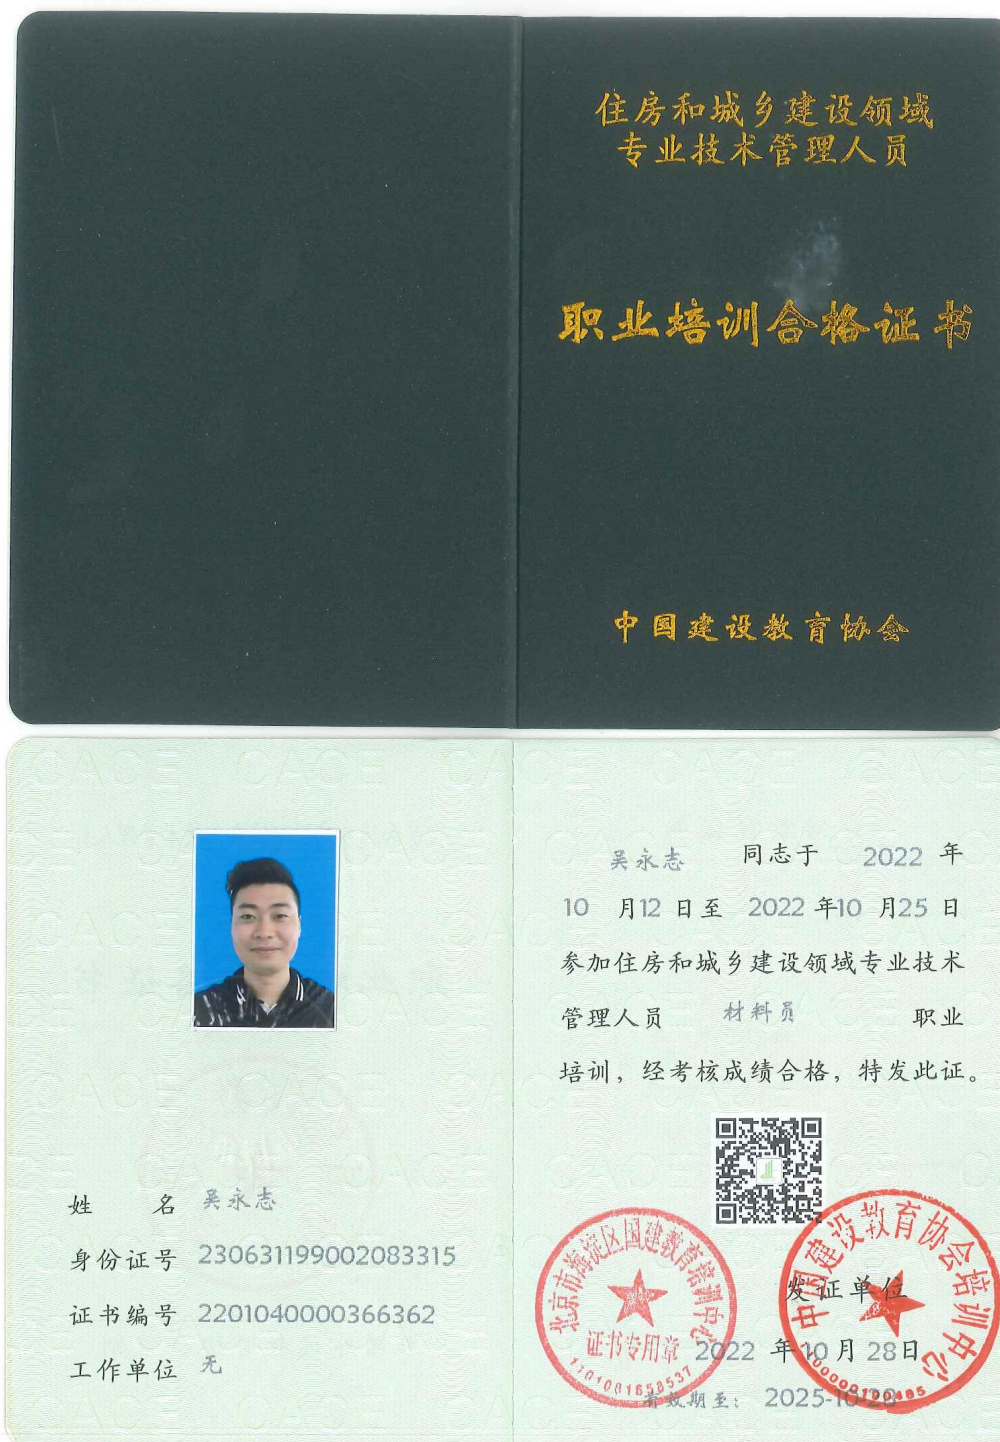 住房和城乡建设领域
专业技术管理人员
职业培训合格证书
中国建设教育协会
姓 名 吴永志
身份证号 230631199002083315
证书编号 2201040000366362
工作单位 无
吴永志 同志于 2022 年
10 月12 日至 2022 年10 月25 日
参加住房和城乡建设领域专业技术
管理人员 材料员 职业
培训，经考核成绩合格，特发此证。
北京市海淀区国建教育培训中心
证书专用章
1101081658537
中国建设教育协会培训中心
发证单位
2022 年10 月 28日
有效期至： 2025-10-28
CACE